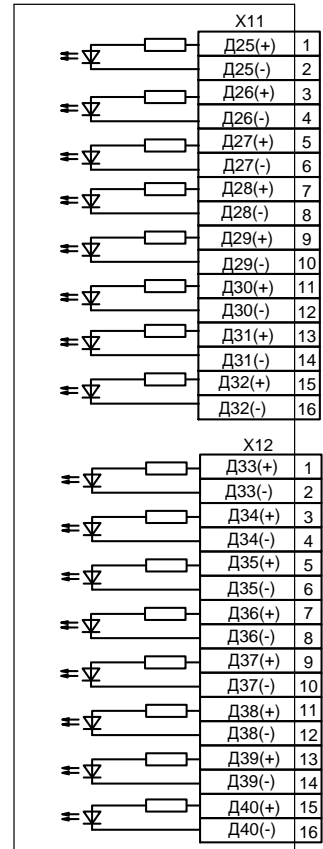 X11
Д25(+) 1
Д25(-) 2
Д26(+) 3
Д26(-) 4
Д27(+) 5
Д27(-) 6
Д28(+) 7
Д28(-) 8
Д29(+) 9
Д29(-) 10
Д30(+) 11
Д30(-) 12
Д31(+) 13
Д31(-) 14
Д32(+) 15
Д32(-) 16
X12
Д33(+) 1
Д33(-) 2
Д34(+) 3
Д34(-) 4
Д35(+) 5
Д35(-) 6
Д36(+) 7
Д36(-) 8
Д37(+) 9
Д37(-) 10
Д38(+) 11
Д38(-) 12
Д39(+) 13
Д39(-) 14
Д40(+) 15
Д40(-) 16